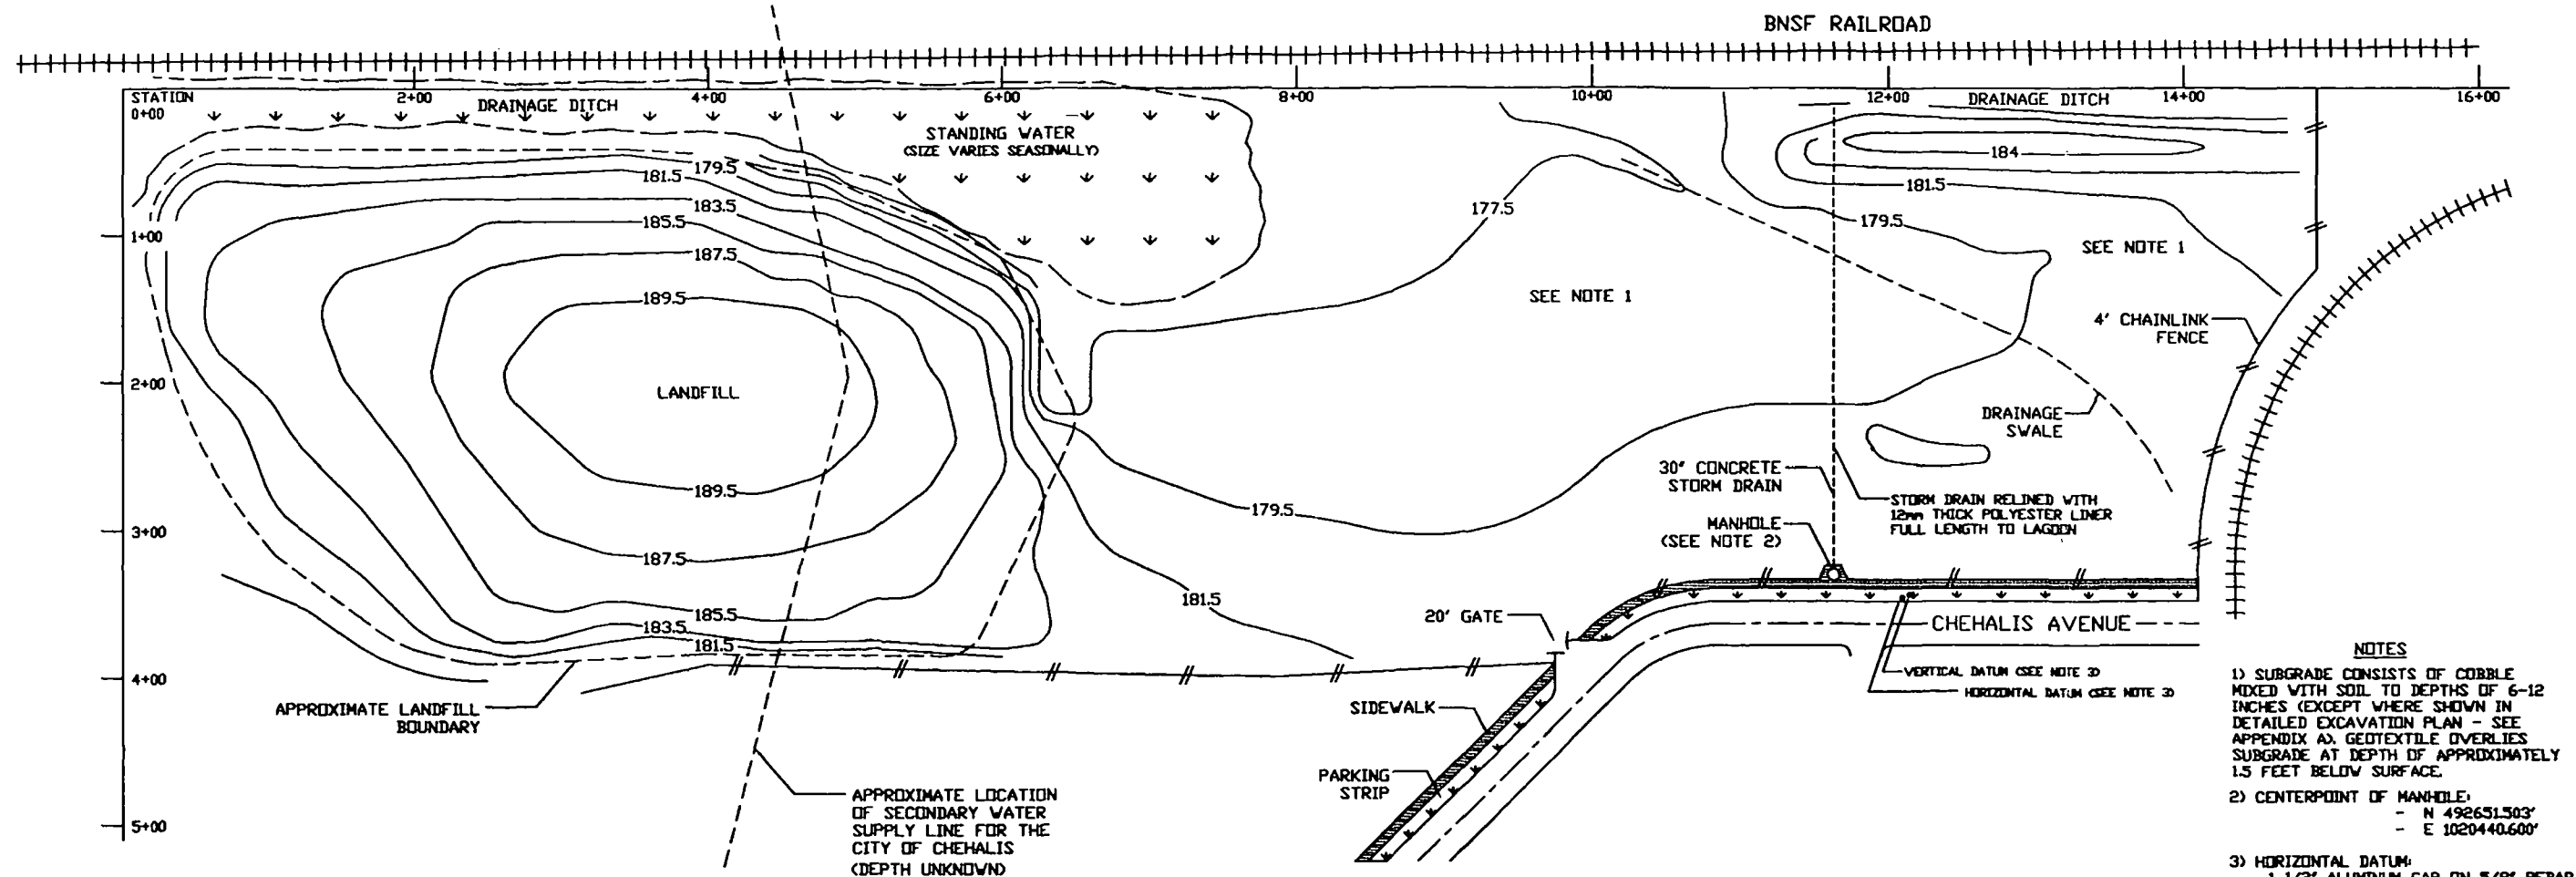 BNSF RAILROAD
STATION
0+00
2+00
DRAINAGE DITCH
4+00
6+00
8+00
10+00
12+00
DRAINAGE DITCH
14+00
16+00
STANDING WATER
(SIZE VARIES SEASONALLY)
184
179.5
181.5
181.5
183.5
177.5
179.5
185.5
1+00
SEE NOTE 1
187.5
SEE NOTE 1
189.5
4' CHAINLINK
FENCE
2+00
LANDFILL
DRAINAGE
SWALE
30" CONCRETE
STORM DRAIN
189.5
STORM DRAIN RELINED WITH
12mm THICK POLYESTER LINER
FULL LENGTH TO LAGOON
179.5
3+00
MANHOLE
(SEE NOTE 2)
187.5
181.5
185.5
20' GATE
183.5
CHEHALIS AVENUE
181.5
4+00
VERTICAL DATUM (SEE NOTE 3)
HORIZONTAL DATUM (SEE NOTE 3)
APPROXIMATE LANDFILL
BOUNDARY
SIDEWALK
PARKING
STRIP
5+00
APPROXIMATE LOCATION
OF SECONDARY WATER
SUPPLY LINE FOR THE
CITY OF CHEHALIS
(DEPTH UNKNOWN)
NOTES
1) SUBGRADE CONSISTS OF COBBLE
MIXED WITH SOIL TO DEPTHS OF 6-12
INCHES (EXCEPT WHERE SHOWN IN
DETAILED EXCAVATION PLAN - SEE
APPENDIX A). GEOTEXTILE OVERLIES
SUBGRADE AT DEPTH OF APPROXIMATELY
1.5 FEET BELOW SURFACE.
2) CENTERPOINT OF MANHOLE:
- N 492651.503'
- E 1020440.600'
3) HORIZONTAL DATUM: